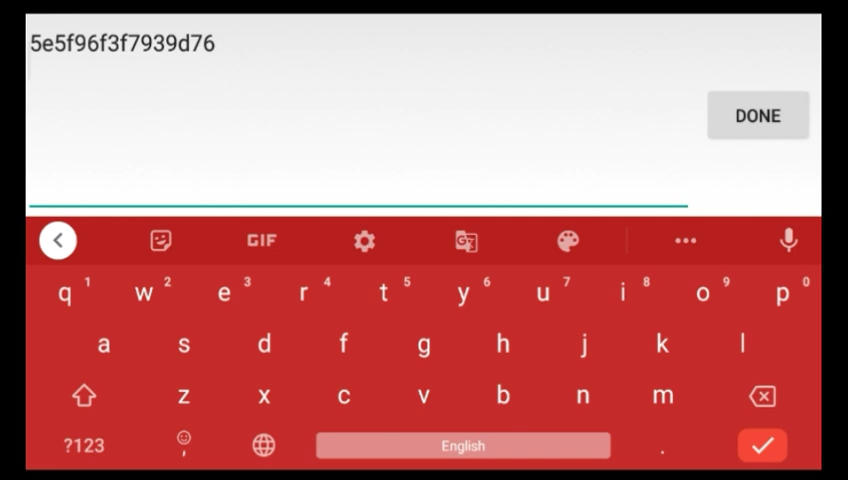 5e5f96f3f7939d76
DONE
GIF
q 1 w 2 e 3 r 4 t 5 y 6 u 7 i 8 o 9 p 0
a s d f g h j k l
z x c v b n m
?123 , English .